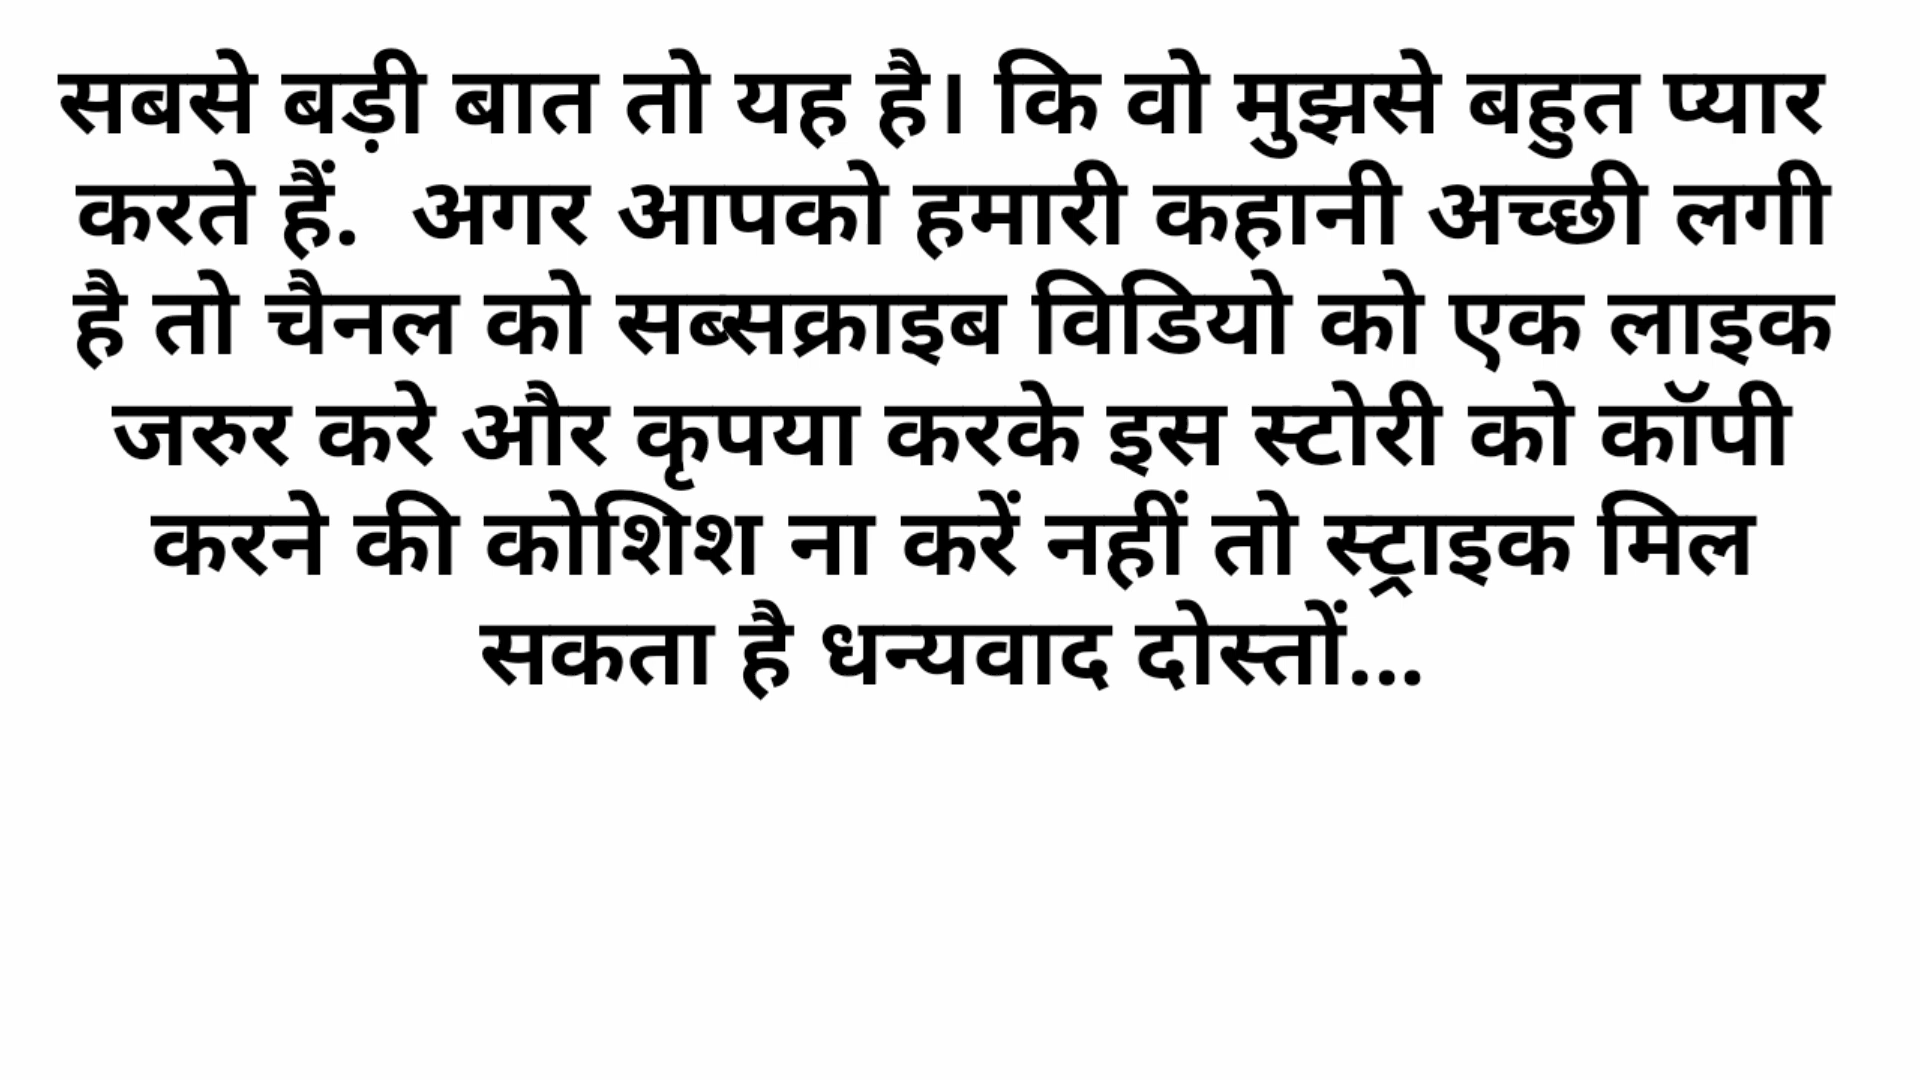 सबसे बड़ी बात तो यह है। कि वो मुझसे बहुत प्यार
करते हैं.  अगर आपको हमारी कहानी अच्छी लगी
है तो चैनल को सब्सक्राइब विडियो को एक लाइक
जरुर करे और कृपया करके इस स्टोरी को कॉपी
करने की कोशिश ना करें नहीं तो स्ट्राइक मिल
सकता है धन्यवाद दोस्तों...